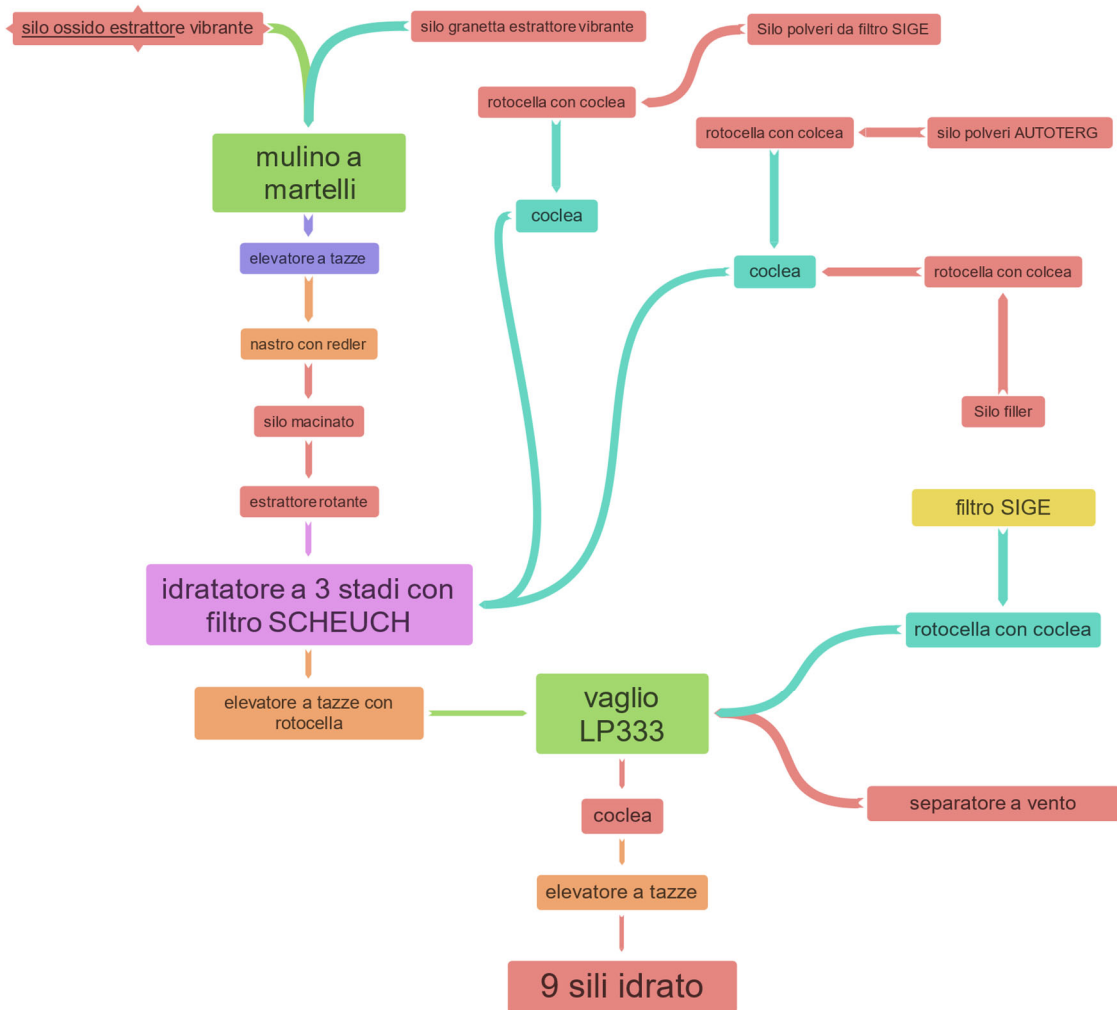 silo ossido estrattore vibrante
silo granetta estrattore vibrante
Silo polveri da filtro SIGE
rotocella con coclea
rotocella con colcea
silo polveri AUTOTERG
mulino a
martelli
coclea
elevatore a tazze
coclea
rotocella con colcea
nastro con redler
silo macinato
Silo filler
estrattore rotante
filtro SIGE
idratatore a 3 stadi con
filtro SCHEUCH
rotocella con coclea
elevatore a tazze con
rotocella
vaglio
LP333
separatore a vento
coclea
elevatore a tazze
9 sili idrato